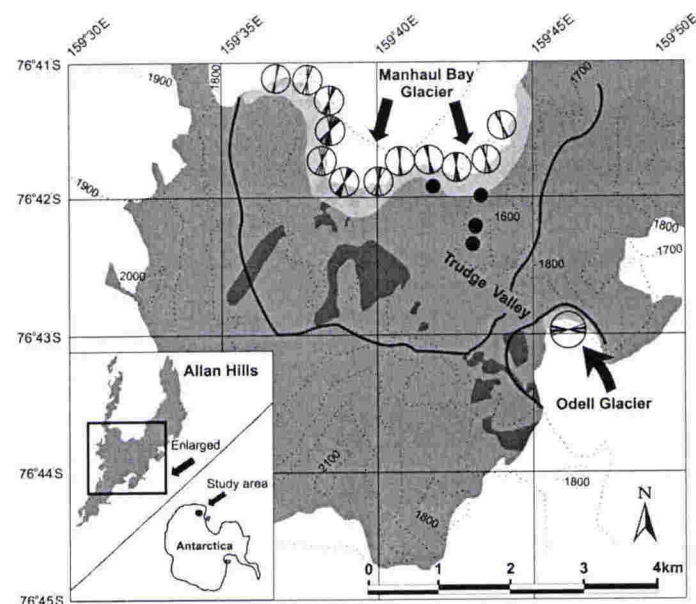 159°30E 159°35E 159°40E 159°45E 159°50E
76°41S
76°42S
76°43S
76°44S
76°45S
1900
1800
1700
Manhaul Bay
Glacier
1900
1600
1800
1700
2000
1800
Trudge Valley
Odell Glacier
Allan Hills
Enlarged
Study area
Antarctica
2100
1800
1800
N
0 1 2 3 4km